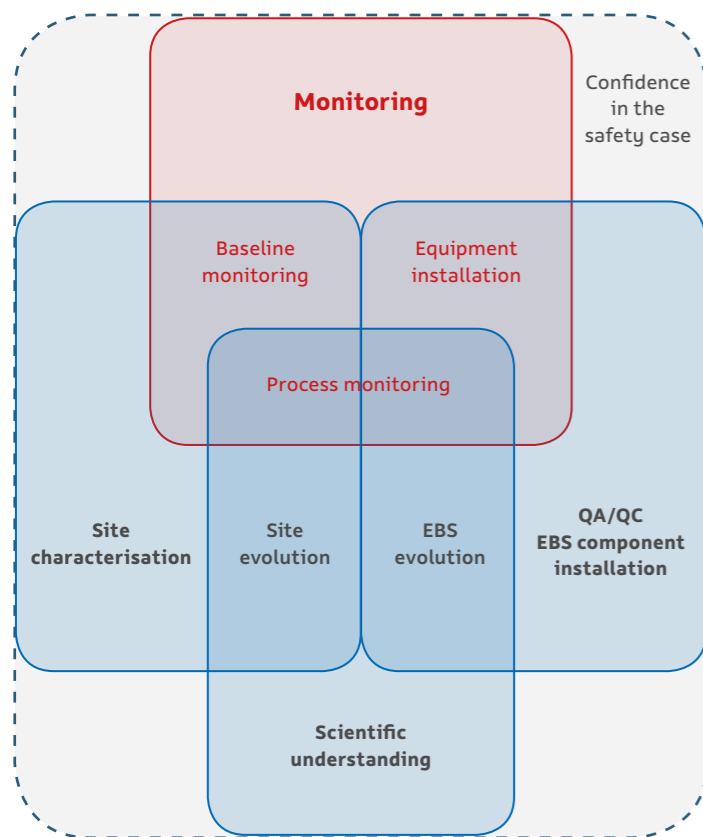 Monitoring
Confidence
in the
safety case
Baseline
monitoring
Equipment
installation
Process monitoring
Site
characterisation
Site
evolution
EBS
evolution
QA/QC
EBS component
installation
Scientific
understanding